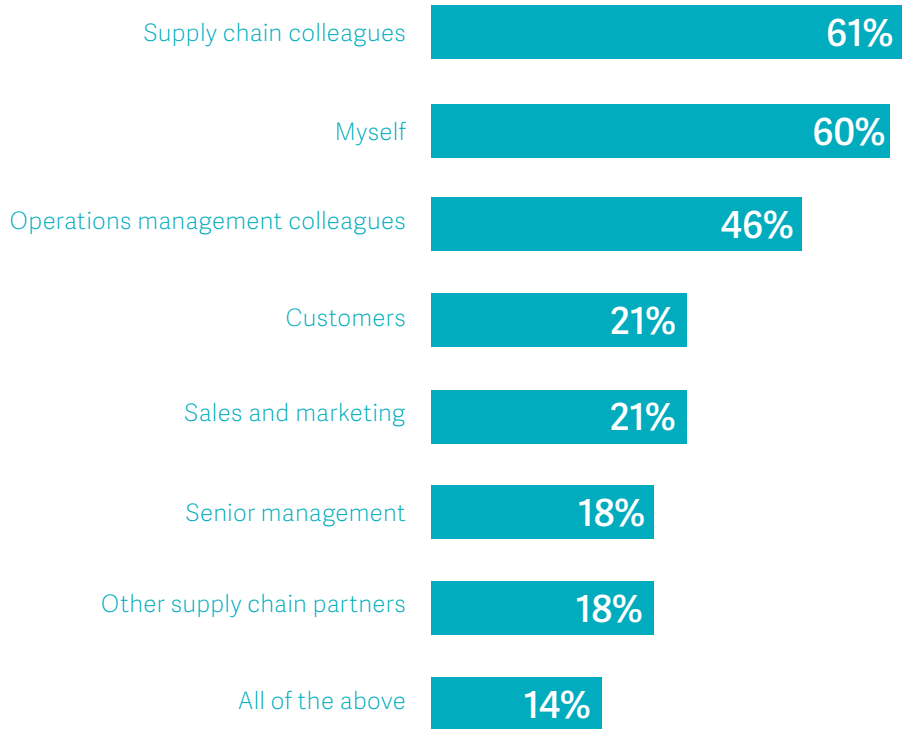 Supply chain colleagues 61%
Myself 60%
Operations management colleagues 46%
Customers 21%
Sales and marketing 21%
Senior management 18%
Other supply chain partners 18%
All of the above 14%